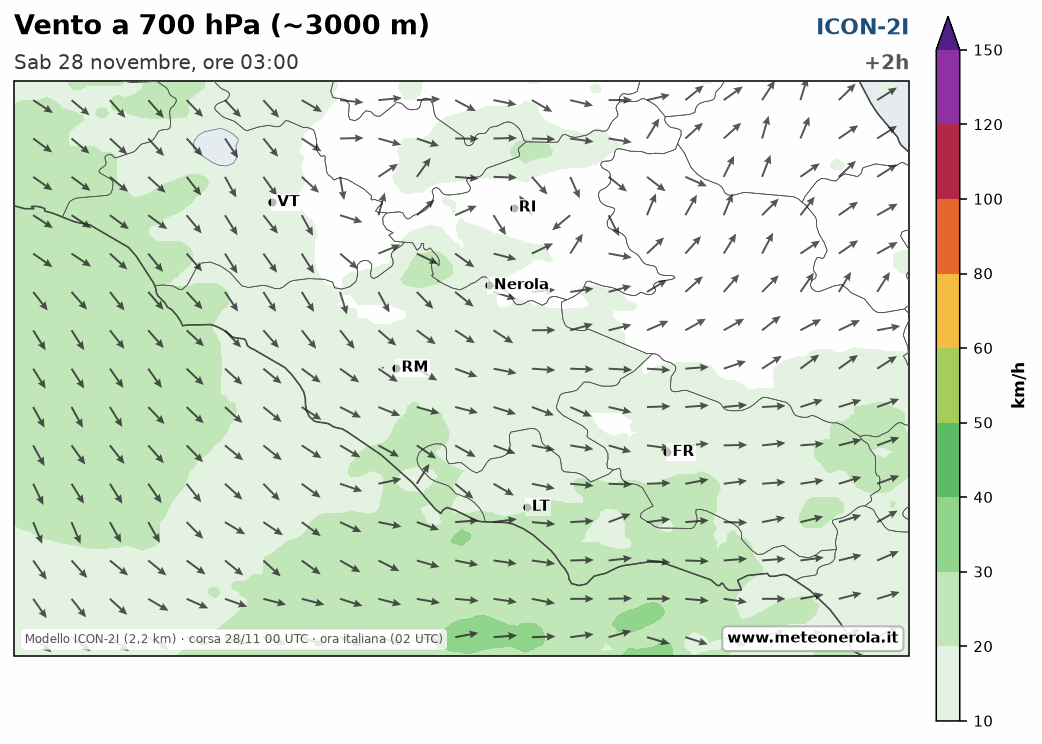 Vento a 700 hPa (~3000 m)
ICON-2I
Sab 28 novembre, ore 03:00
+2h
VT
RI
Nerola
RM
FR
LT
Modello ICON-2I (2,2 km) · corsa 28/11 00 UTC · ora italiana (02 UTC)
www.meteonerola.it
150
120
100
80
60
50
40
30
20
10
km/h